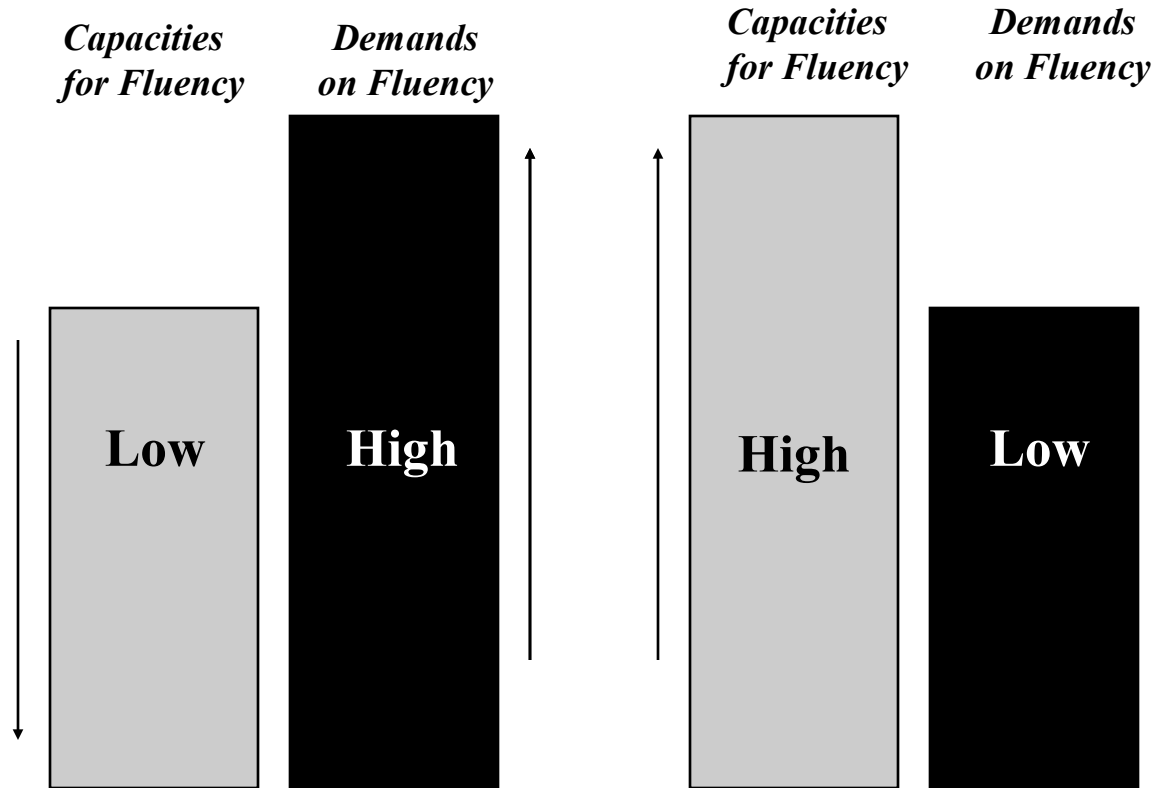 Capacities
for Fluency
Demands
on Fluency
Capacities
for Fluency
Demands
on Fluency
Low
High
High
Low